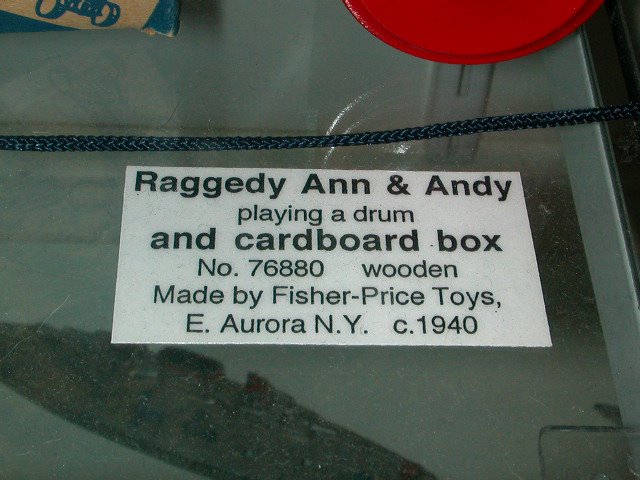 Raggedy Ann & Andy
playing a drum
and cardboard box
No. 76880 wooden
Made by Fisher-Price Toys,
E. Aurora N.Y. c.1940